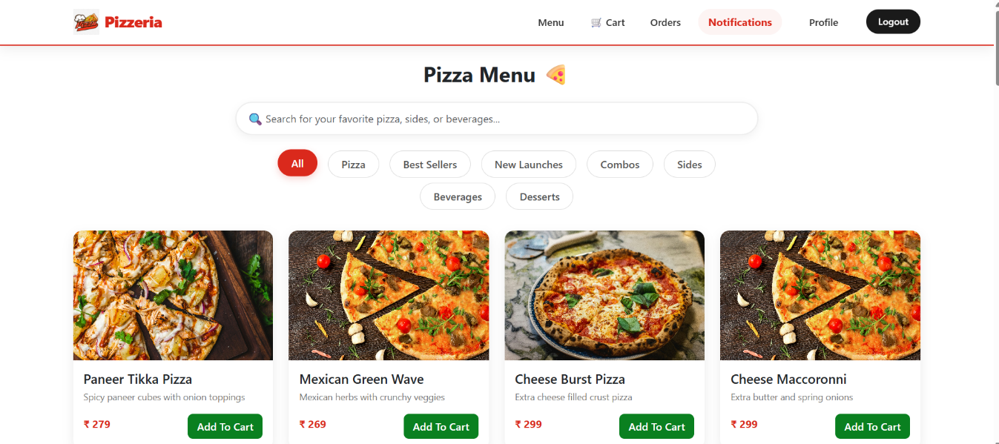 Pizzeria
Menu
Cart
Orders
Notifications
Profile
Logout
Pizza Menu
Search for your favorite pizza, sides, or beverages...
All
Pizza
Best Sellers
New Launches
Combos
Sides
Beverages
Desserts
Paneer Tikka Pizza
Spicy paneer cubes with onion toppings
₹ 279
Add To Cart
Mexican Green Wave
Mexican herbs with crunchy veggies
₹ 269
Add To Cart
Cheese Burst Pizza
Extra cheese filled crust pizza
₹ 299
Add To Cart
Cheese Maccoronni
Extra butter and spring onions
₹ 299
Add To Cart